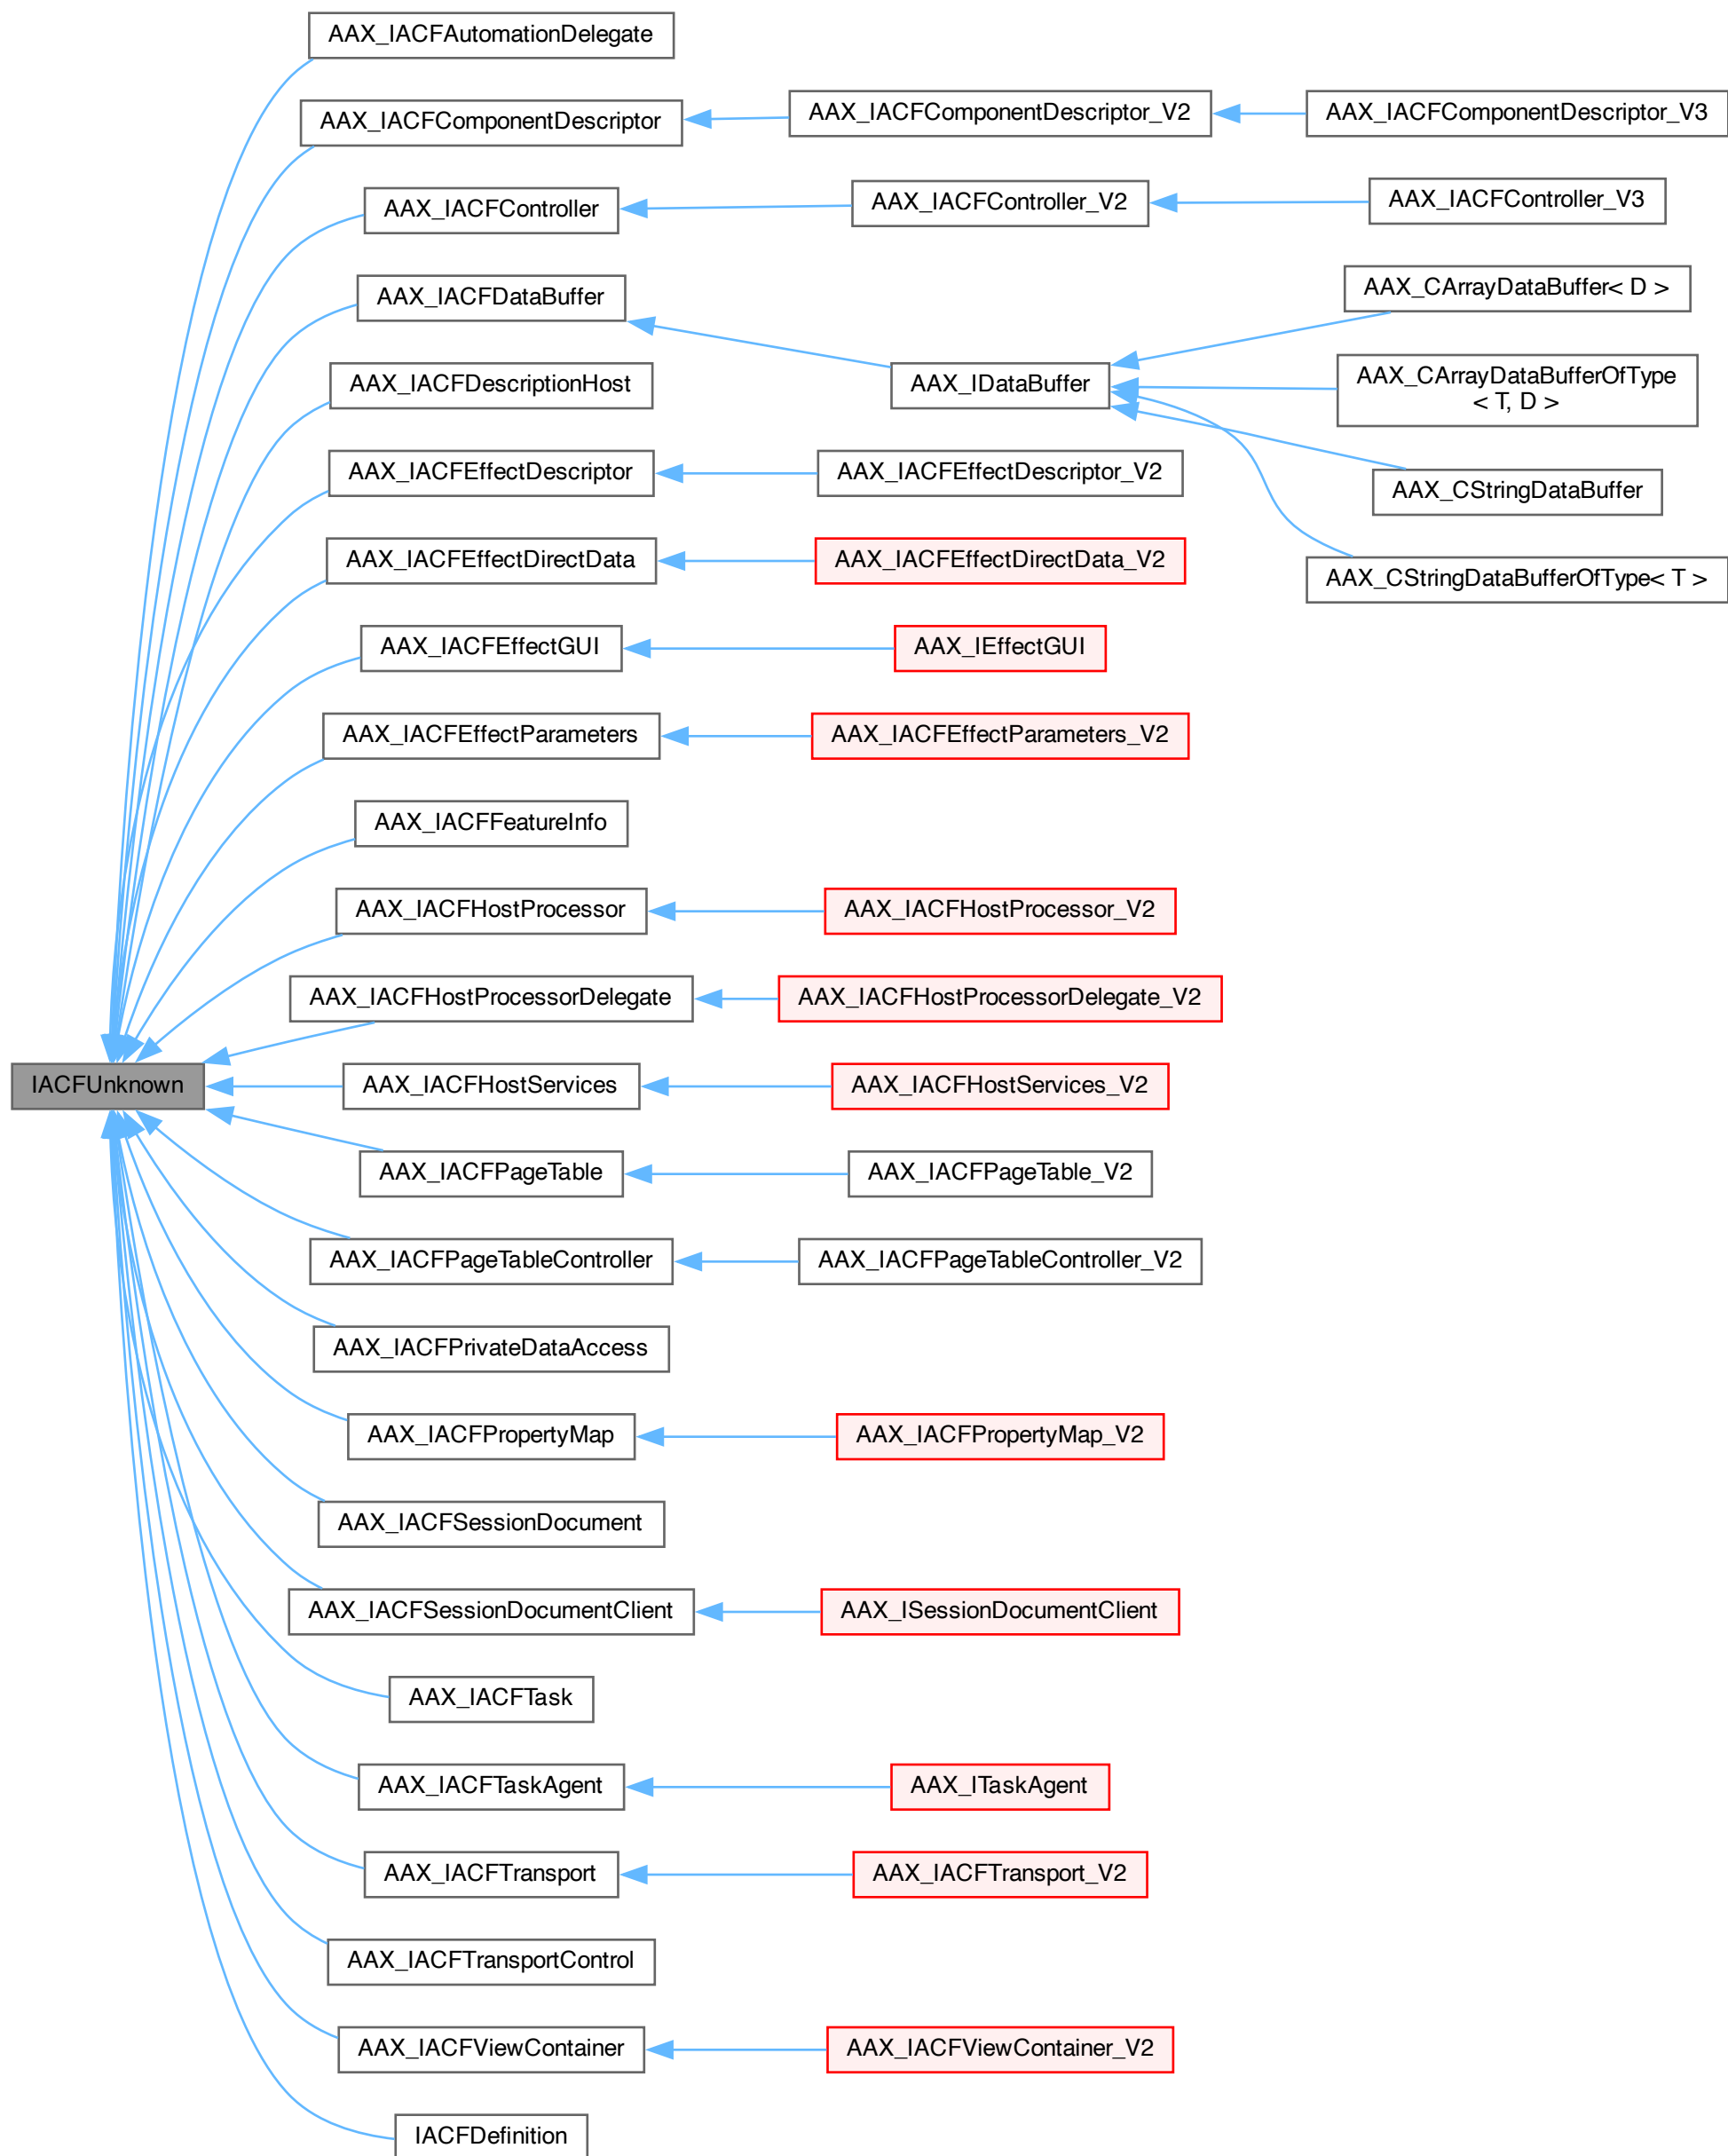 AAX_IACFAutomationDelegate
AAX_IACFComponentDescriptor
AAX_IACFComponentDescriptor_V2
AAX_IACFComponentDescriptor_V3
AAX_IACFController
AAX_IACFController_V2
AAX_IACFController_V3
AAX_IACFDataBuffer
AAX_CArrayDataBuffer< D >
AAX_IACFDescriptionHost
AAX_IDataBuffer
AAX_CArrayDataBufferOfType
< T, D >
AAX_IACFEffectDescriptor
AAX_IACFEffectDescriptor_V2
AAX_CStringDataBuffer
AAX_IACFEffectDirectData
AAX_IACFEffectDirectData_V2
AAX_CStringDataBufferOfType< T >
AAX_IACFEffectGUI
AAX_IEffectGUI
AAX_IACFEffectParameters
AAX_IACFEffectParameters_V2
AAX_IACFFeatureInfo
AAX_IACFHostProcessor
AAX_IACFHostProcessor_V2
AAX_IACFHostProcessorDelegate
AAX_IACFHostProcessorDelegate_V2
IACFUnknown
AAX_IACFHostServices
AAX_IACFHostServices_V2
AAX_IACFPageTable
AAX_IACFPageTable_V2
AAX_IACFPageTableController
AAX_IACFPageTableController_V2
AAX_IACFPrivateDataAccess
AAX_IACFPropertyMap
AAX_IACFPropertyMap_V2
AAX_IACFSessionDocument
AAX_IACFSessionDocumentClient
AAX_ISessionDocumentClient
AAX_IACFTask
AAX_IACFTaskAgent
AAX_ITaskAgent
AAX_IACFTransport
AAX_IACFTransport_V2
AAX_IACFTransportControl
AAX_IACFViewContainer
AAX_IACFViewContainer_V2
IACFDefinition